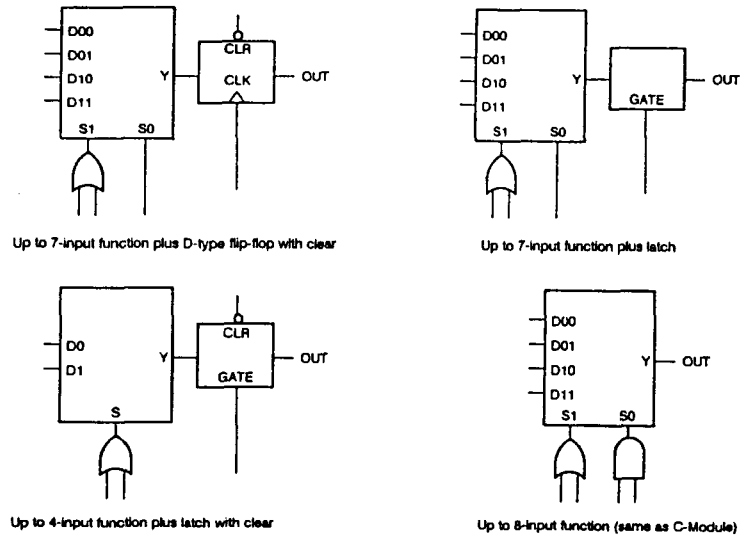 D00
CLR
D01
D10
Y
CLK
OUT
D11
S1
S0
Up to 7-input function plus D-type flip-flop with clear
D00
D01
D10
Y
OUT
D11
GATE
S1
S0
Up to 7-input function plus latch
D0
CLR
Y
OUT
D1
GATE
S
Up to 4-input function plus latch with clear
D00
D01
Y
OUT
D10
D11
S1
S0
Up to 8-input function (same as C-Module)